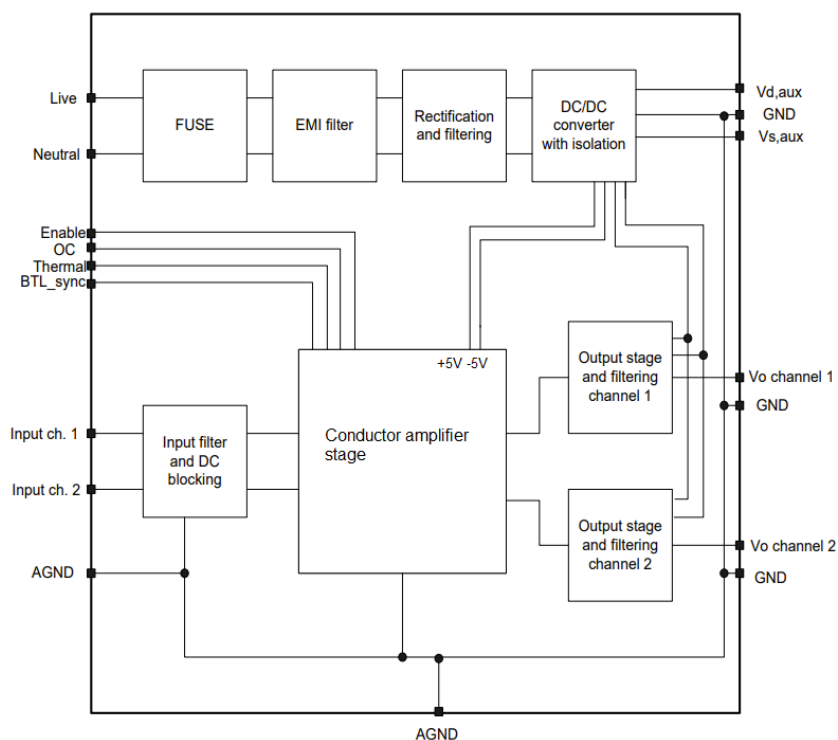 Live
Neutral
FUSE
EMI filter
Rectification
and filtering
DC/DC
converter
with isolation
Vd,aux
GND
Vs,aux
Enable
OC
Thermal
BTL_sync
+5V -5V
Conductor amplifier
stage
Output stage
and filtering
channel 1
Vo channel 1
GND
Input ch. 1
Input ch. 2
Input filter
and DC
blocking
Output stage
and filtering
channel 2
Vo channel 2
GND
AGND
AGND